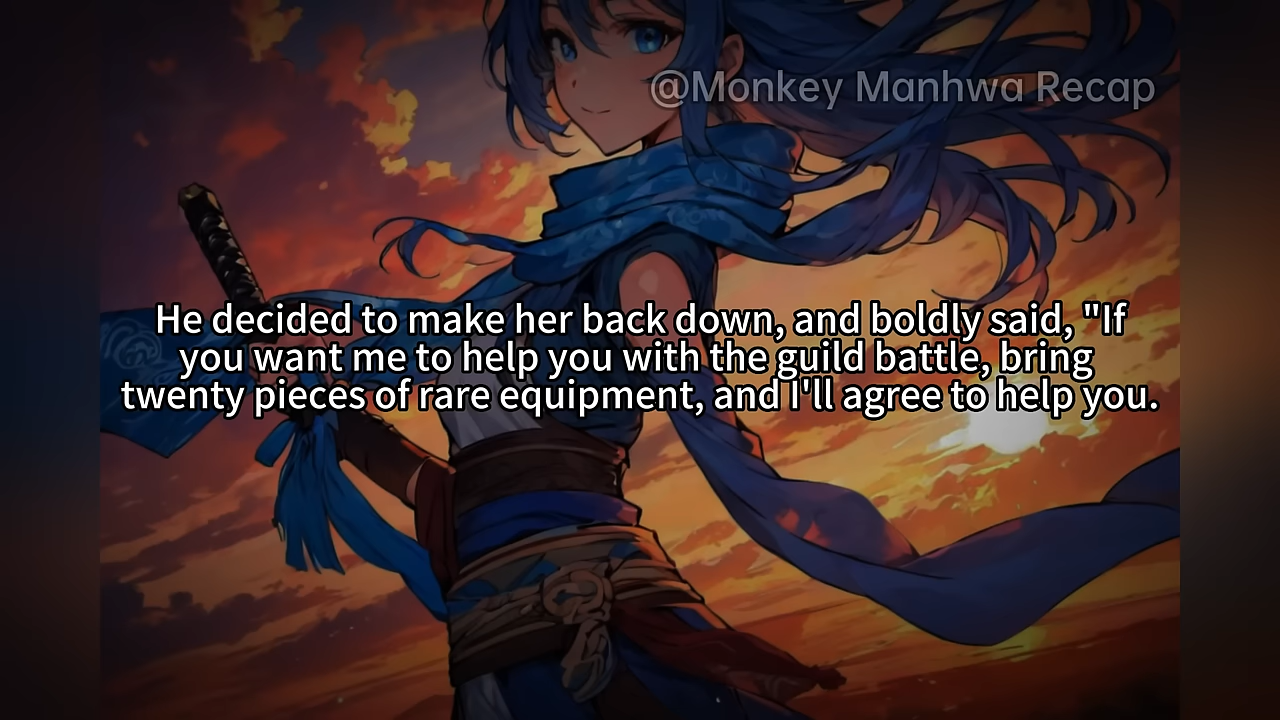 @Monkey Manhwa Recap
He decided to make her back down, and boldly said, "If
you want me to help you with the guild battle, bring
twenty pieces of rare equipment, and I'll agree to help you.